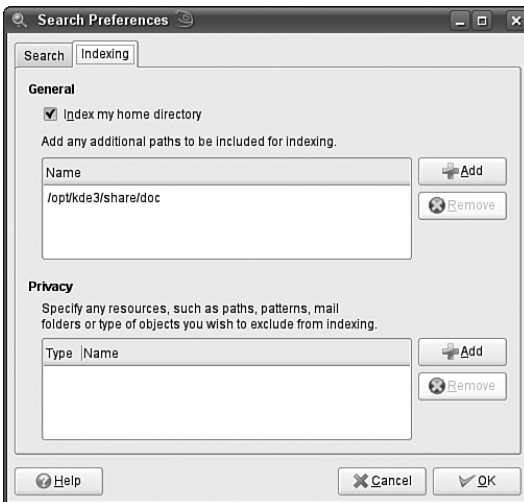 Search Preferences
Search
Indexing
General
Index my home directory
Add any additional paths to be included for indexing.
Name
Add
/opt/kde3/share/doc
Remove
Privacy
Specify any resources, such as paths, patterns, mail
folders or type of objects you wish to exclude from indexing.
Type Name
Add
Remove
Help
Cancel
OK